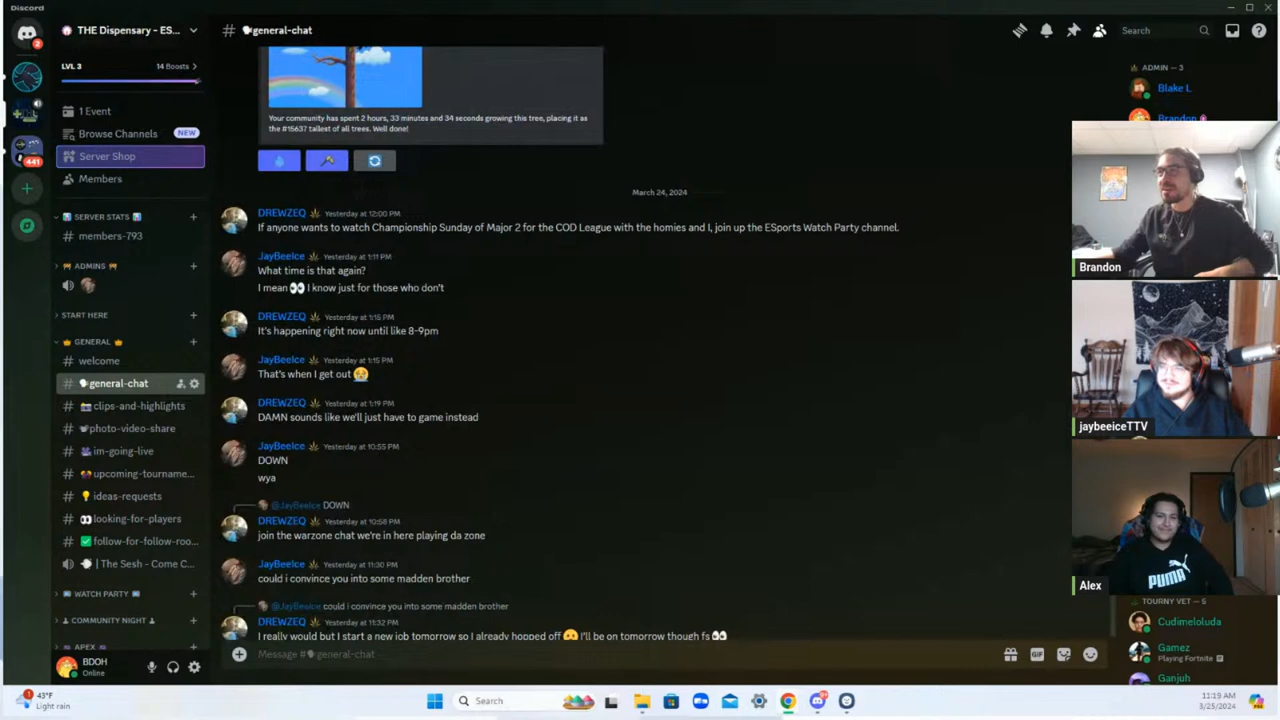 Discord
THE Dispensary - ES...
LVL 3
14 Boosts
1 Event
Browse Channels
NEW
Server Shop
Members
SERVER STATS
members-793
ADMINS
START HERE
GENERAL
# welcome
# general-chat
# clips-and-highlights
# photo-video-share
# im-going-live
# upcoming-tourname...
# ideas-requests
# looking-for-players
# follow-for-follow-roo...
| The Sesh - Come C...
WATCH PARTY
COMMUNITY NIGHT
APEX
BDOH
Online
2
441
# general-chat
Search
Your community has spent 2 hours, 33 minutes and 34 seconds growing this tree, placing it as
the #15637 tallest of all trees. Well done!
March 24, 2024
DREWZEQ Yesterday at 12:00 PM
If anyone wants to watch Championship Sunday of Major 2 for the COD League with the homies and I, join up the ESports Watch Party channel.
JayBeeIce Yesterday at 1:11 PM
What time is that again?
I mean 👀 I know just for those who don't
DREWZEQ Yesterday at 1:15 PM
It's happening right now until like 8-9pm
JayBeeIce Yesterday at 1:15 PM
That's when I get out 😭
DREWZEQ Yesterday at 1:19 PM
DAMN sounds like we'll just have to game instead
JayBeeIce Yesterday at 10:55 PM
DOWN
wya
@JayBeeIce DOWN
DREWZEQ Yesterday at 10:58 PM
join the warzone chat we're in here playing da zone
JayBeeIce Yesterday at 11:30 PM
could i convince you into some madden brother
@JayBeeIce could i convince you into some madden brother
DREWZEQ Yesterday at 11:32 PM
I really would but I start a new job tomorrow so I already hopped off 🫠 I'll be on tomorrow though fs 👀
Message #general-chat
GIF
ADMIN — 3
Blake L
Brandon
Brandon
jaybeeiceTTV
PUMA
Alex
TOURNY VET — 5
Cudimeloluda
Gamez
Playing Fortnite
Ganjuh
1
43°F
Light rain
Search
11:19 AM
3/25/2024